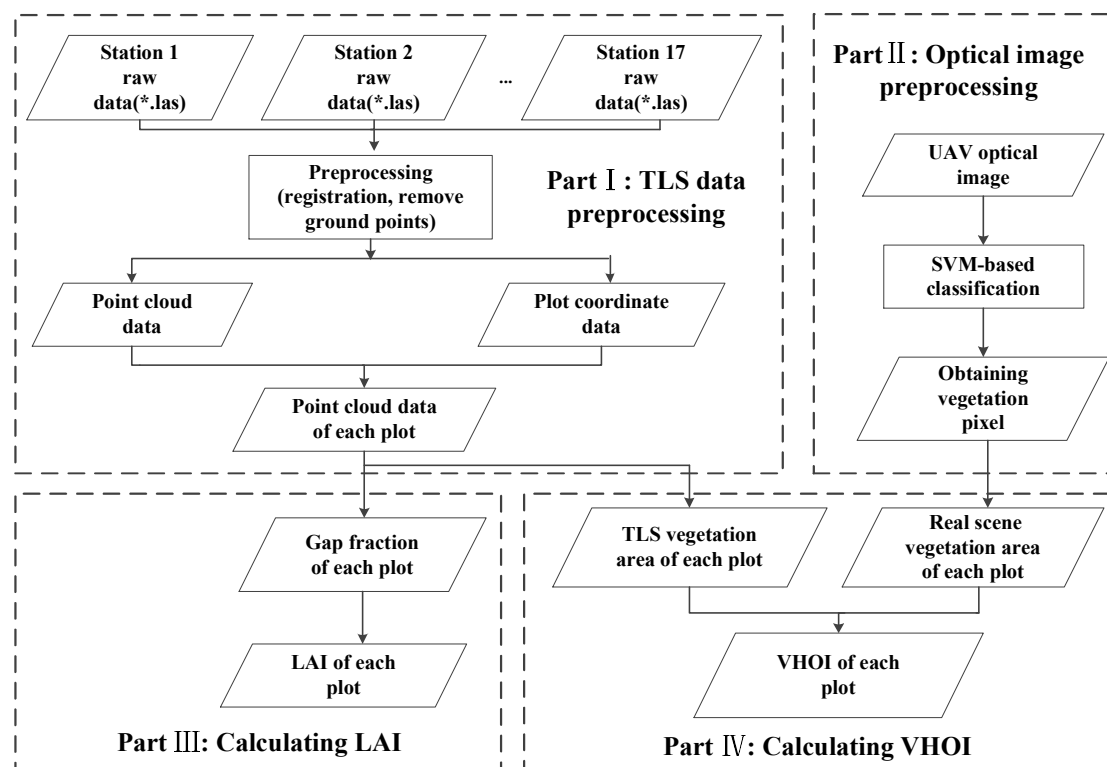 Station 1
raw
data(*.las)
Station 2
raw
data(*.las)
...
Station 17
raw
data(*.las)
Preprocessing
(registration, remove
ground points)
Part Ⅰ: TLS data
preprocessing
Point cloud
data
Plot coordinate
data
Point cloud data
of each plot
Part Ⅱ: Optical image
preprocessing
UAV optical
image
SVM-based
classification
Obtaining
vegetation
pixel
Gap fraction
of each plot
LAI of each
plot
Part Ⅲ: Calculating LAI
TLS vegetation
area of each plot
Real scene
vegetation area
of each plot
VHOI of each
plot
Part Ⅳ: Calculating VHOI